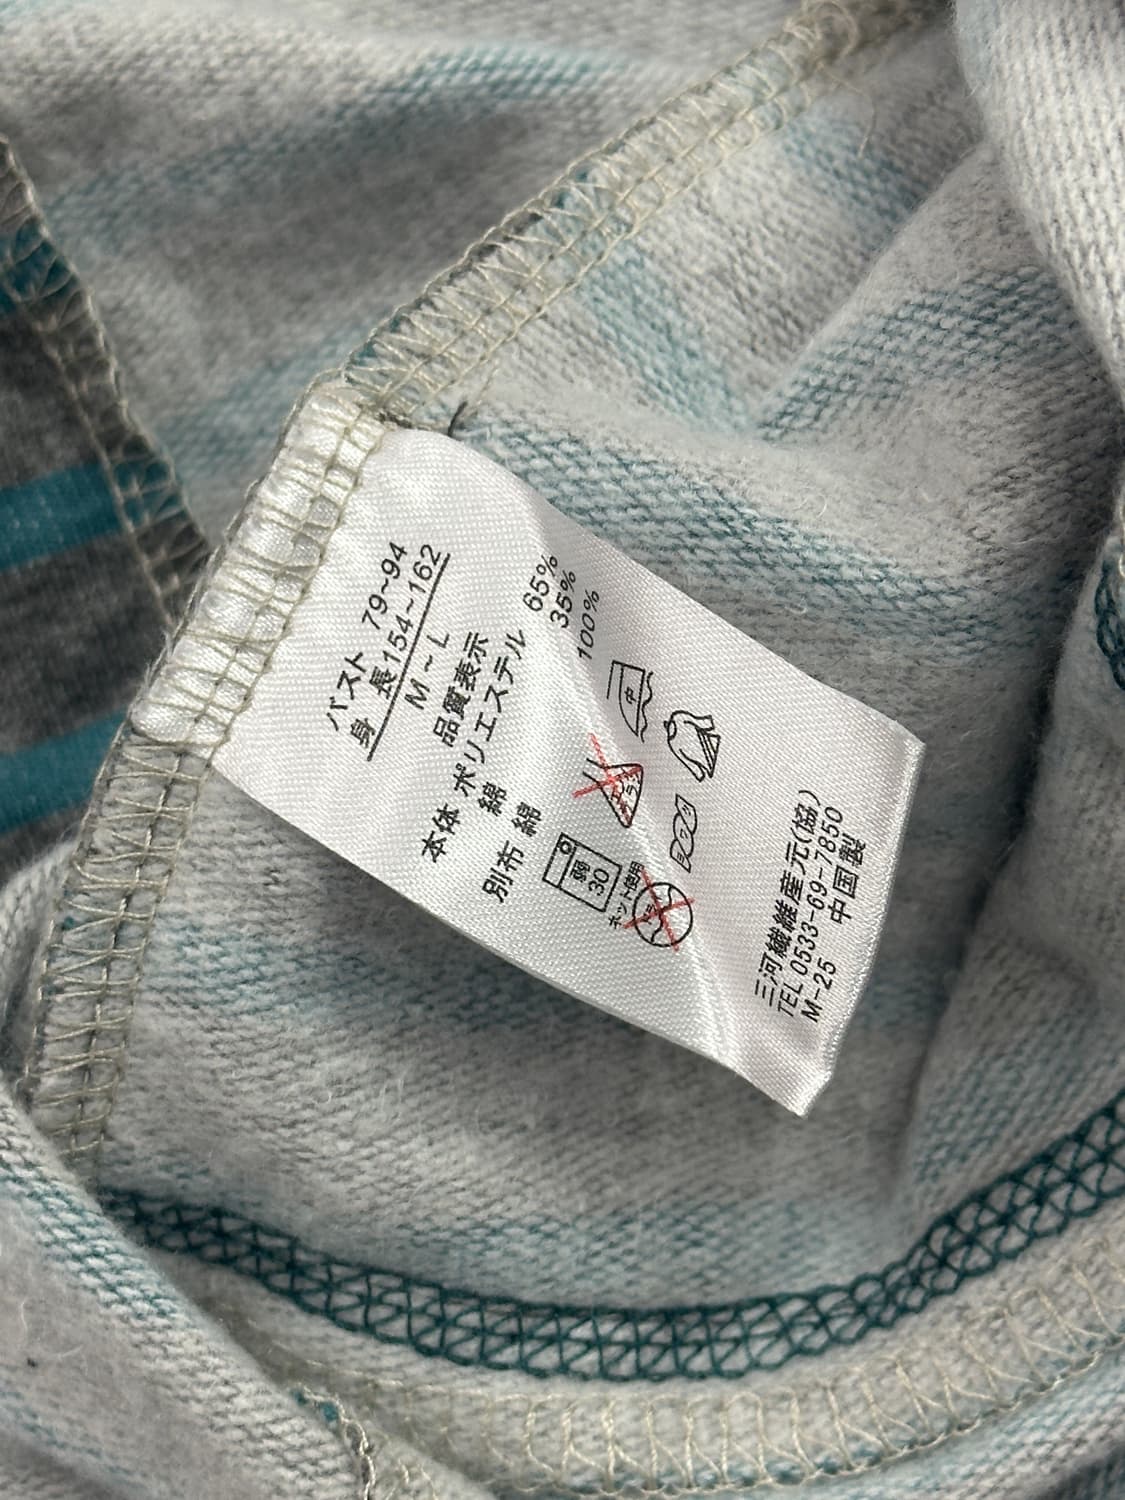 バスト 79~94
身 長154~162
M~L
品質表示
本体 ポリエステル 65%
綿 35%
別布 綿 100%
中
弱
30
ネット使用
三河繊維産元(協)
TEL 0533-69-7850
M-25 中国製